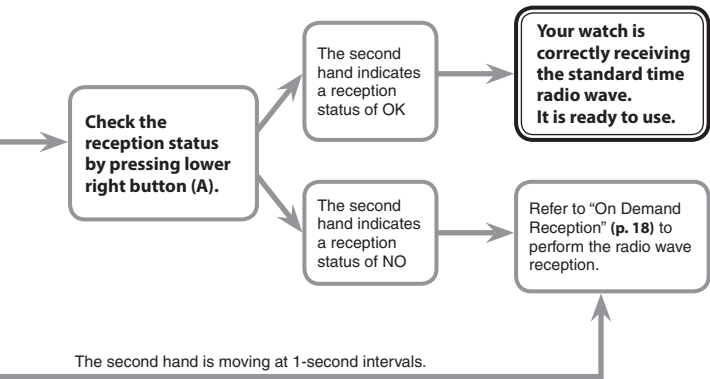 Check the
reception status
by pressing lower
right button (A).
The second
hand indicates
a reception
status of OK
Your watch is
correctly receiving
the standard time
radio wave.
It is ready to use.
The second
hand indicates
a reception
status of NO
Refer to “On Demand
Reception” (p. 18) to
perform the radio wave
reception.
The second hand is moving at 1-second intervals.